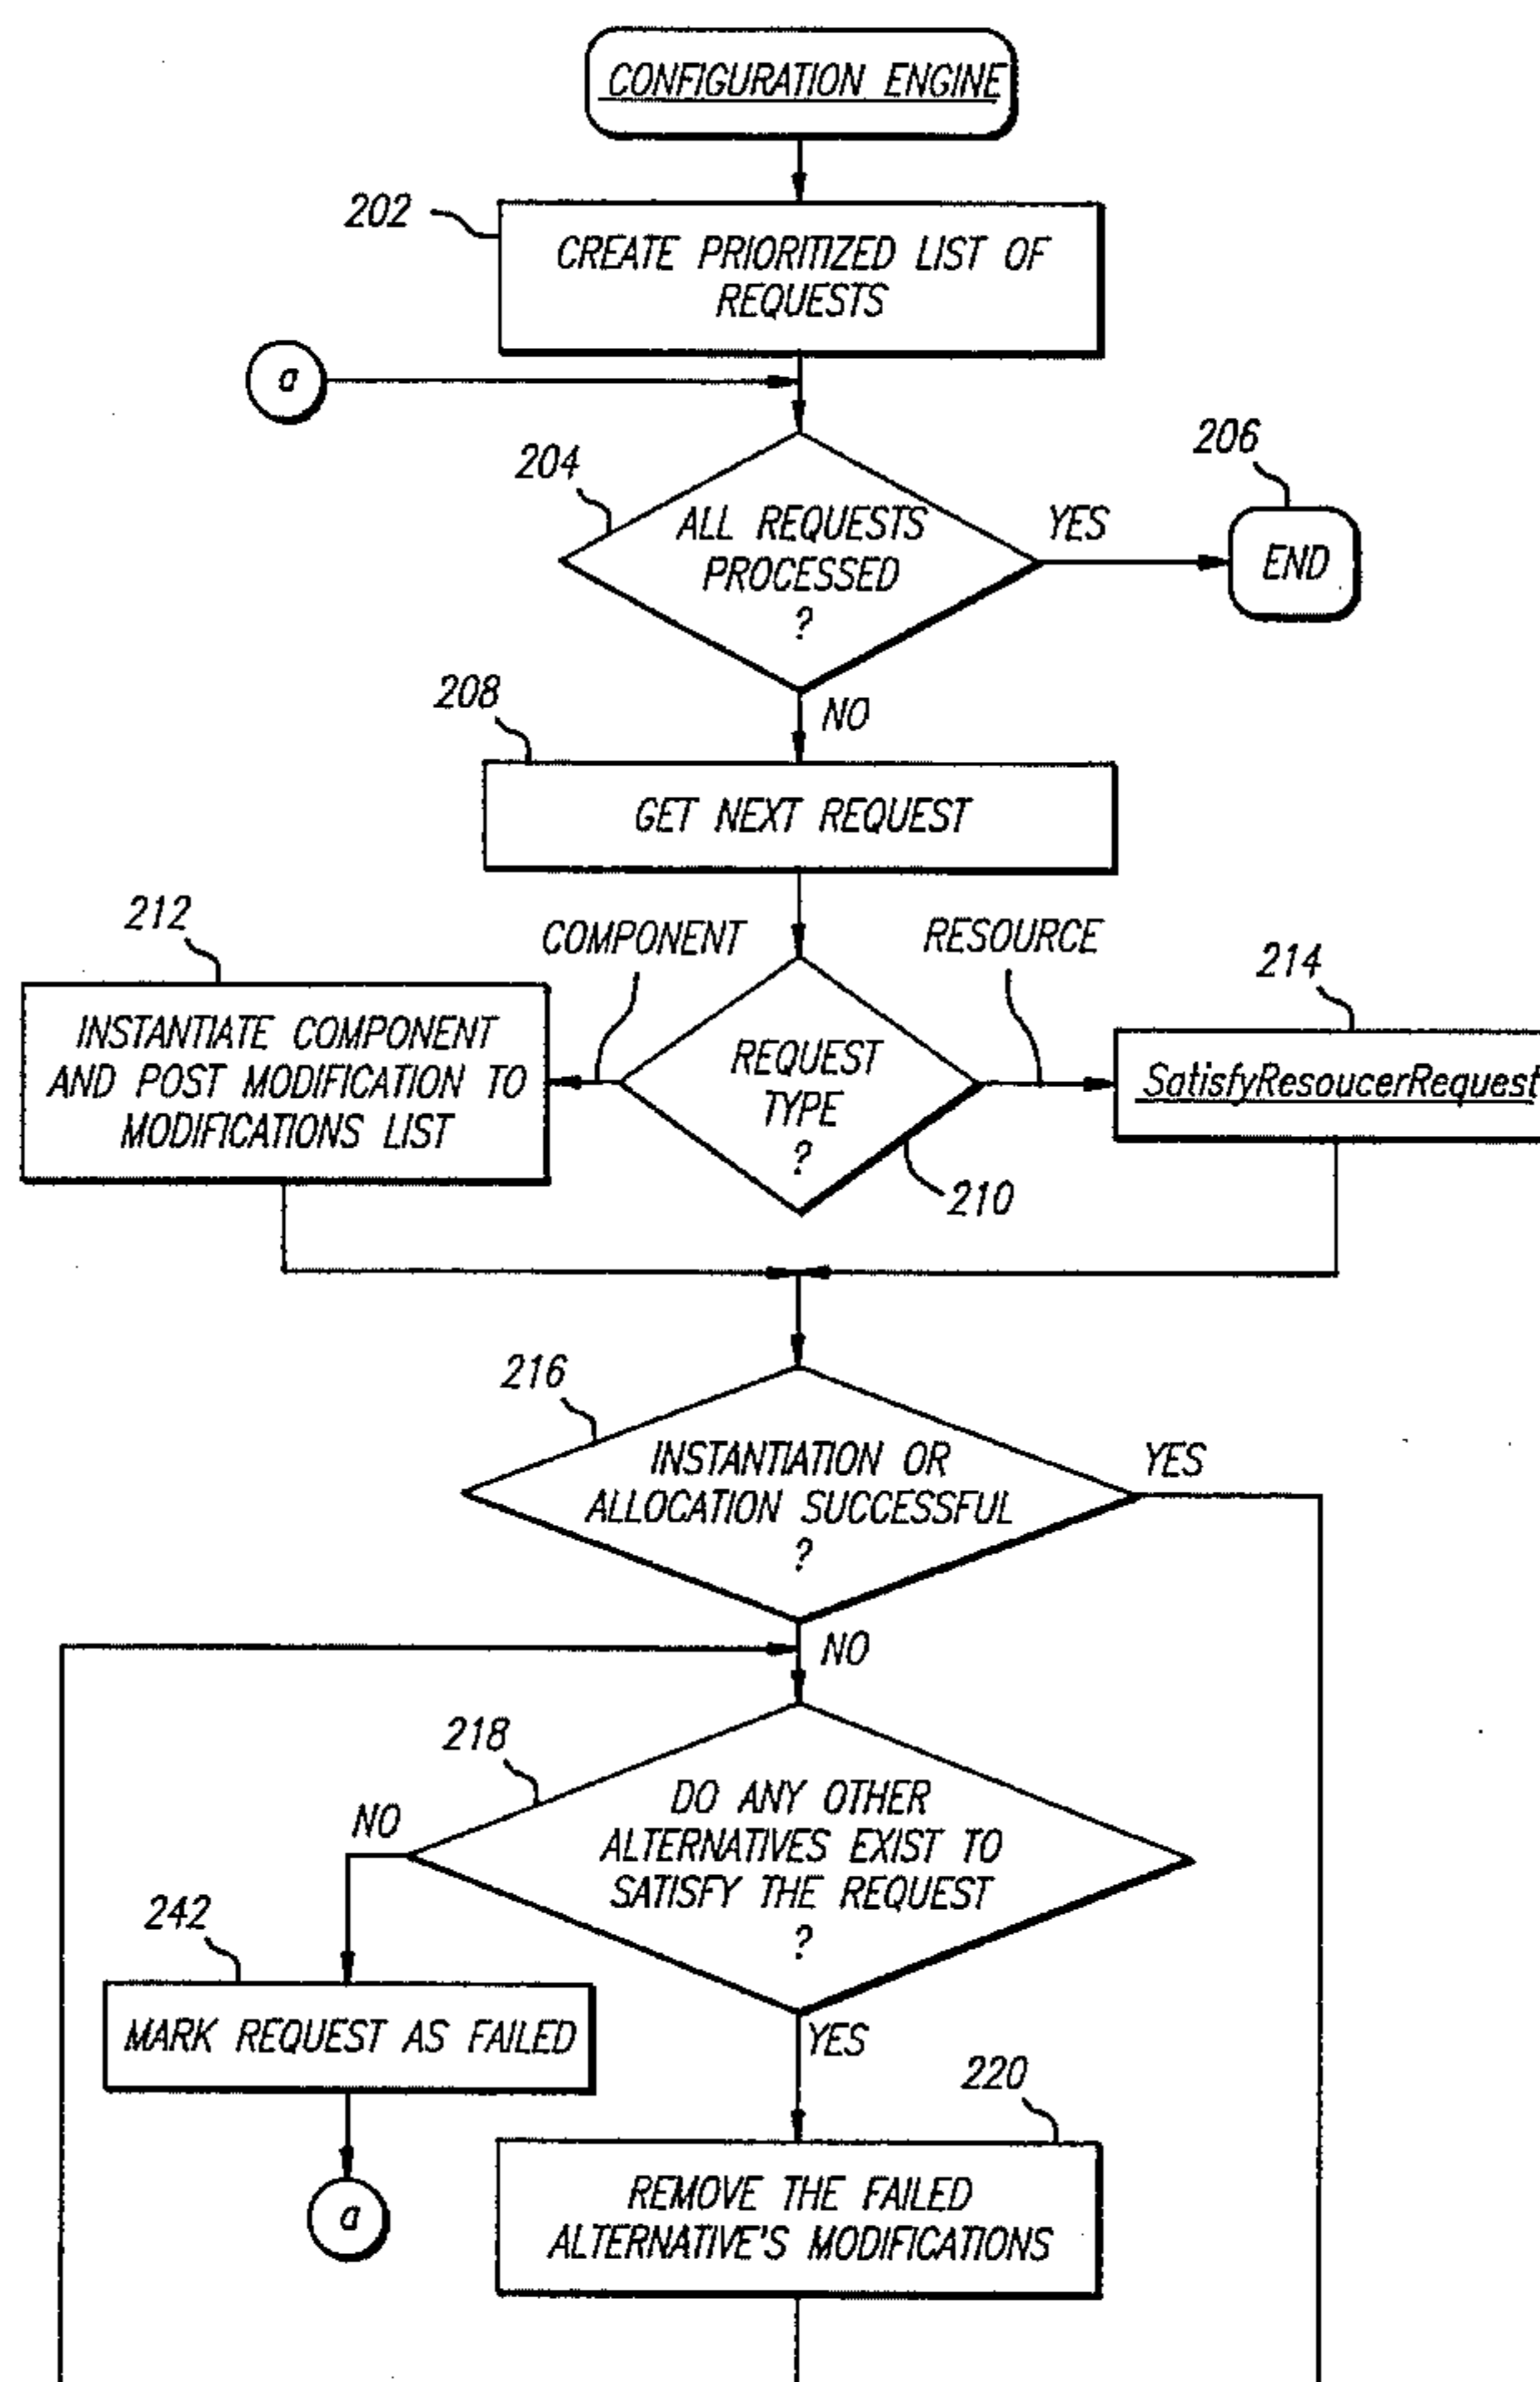 CONFIGURATION ENGINE
202
CREATE PRIORITIZED LIST OF
REQUESTS
a
204
206
ALL REQUESTS
PROCESSED
?
YES
END
NO
208
GET NEXT REQUEST
212
COMPONENT
RESOURCE
214
INSTANTIATE COMPONENT
AND POST MODIFICATION TO
MODIFICATIONS LIST
REQUEST
TYPE
?
SatisfyResoucerRequest
210
216
INSTANTIATION OR
ALLOCATION SUCCESSFUL
?
YES
NO
218
DO ANY OTHER
ALTERNATIVES EXIST TO
SATISFY THE REQUEST
?
NO
242
MARK REQUEST AS FAILED
YES
220
a
REMOVE THE FAILED
ALTERNATIVE'S MODIFICATIONS